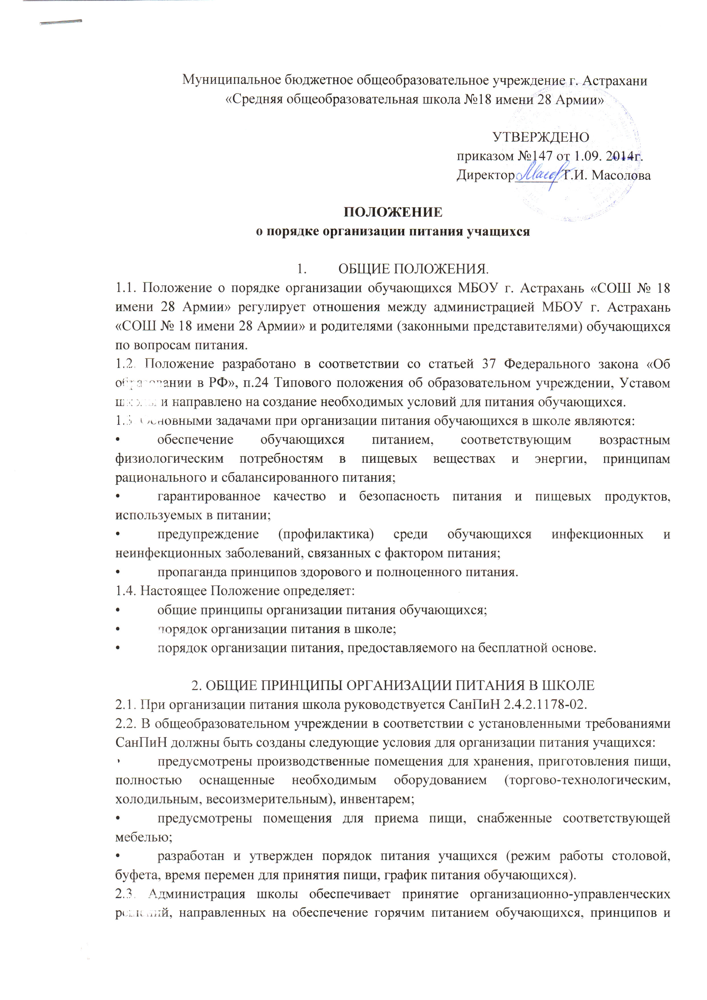 Муниципальное бюджетное общеобразовательное учреждение г. Астрахани
«Средняя общеобразовательная школа №18 имени 28 Армии»
УТВЕРЖДЕНО
приказом №147 от 1.09. 2014г.
Директор______ Т.И. Масолова
ПОЛОЖЕНИЕ
о порядке организации питания учащихся
1. ОБЩИЕ ПОЛОЖЕНИЯ.
1.1. Положение о порядке организации обучающихся МБОУ г. Астрахань «СОШ № 18
имени 28 Армии» регулирует отношения между администрацией МБОУ г. Астрахань
«СОШ № 18 имени 28 Армии» и родителями (законными представителями) обучающихся
по вопросам питания.
1.2. Положение разработано в соответствии со статьей 37 Федерального закона «Об
образовании в РФ», п.24 Типового положения об образовательном учреждении, Уставом
школы и направлено на создание необходимых условий для питания обучающихся.
1.3. Основными задачами при организации питания обучающихся в школе являются:
• обеспечение обучающихся питанием, соответствующим возрастным
физиологическим потребностям в пищевых веществах и энергии, принципам
рационального и сбалансированного питания;
• гарантированное качество и безопасность питания и пищевых продуктов,
используемых в питании;
• предупреждение (профилактика) среди обучающихся инфекционных и
неинфекционных заболеваний, связанных с фактором питания;
• пропаганда принципов здорового и полноценного питания.
1.4. Настоящее Положение определяет:
• общие принципы организации питания обучающихся;
• порядок организации питания в школе;
• порядок организации питания, предоставляемого на бесплатной основе.
2. ОБЩИЕ ПРИНЦИПЫ ОРГАНИЗАЦИИ ПИТАНИЯ В ШКОЛЕ
2.1. При организации питания школа руководствуется СанПиН 2.4.2.1178-02.
2.2. В общеобразовательном учреждении в соответствии с установленными требованиями
СанПиН должны быть созданы следующие условия для организации питания учащихся:
• предусмотрены производственные помещения для хранения, приготовления пищи,
полностью оснащенные необходимым оборудованием (торгово-технологическим,
холодильным, весоизмерительным), инвентарем;
• предусмотрены помещения для приема пищи, снабженные соответствующей
мебелью;
• разработан и утвержден порядок питания учащихся (режим работы столовой,
буфета, время перемен для принятия пищи, график питания обучающихся).
2.3. Администрация школы обеспечивает принятие организационно-управленческих
решений, направленных на обеспечение горячим питанием обучающихся, принципов и